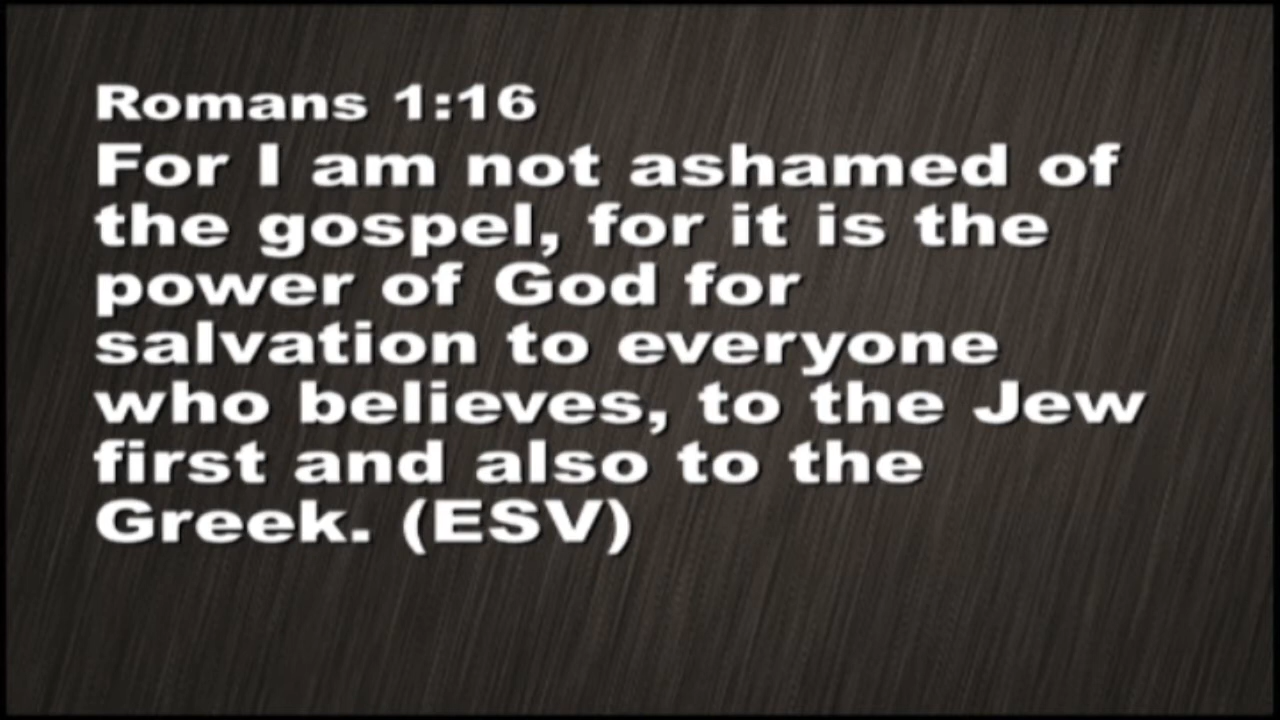 Romans 1:16
For I am not ashamed of
the gospel, for it is the
power of God for
salvation to everyone
who believes, to the Jew
first and also to the
Greek. (ESV)